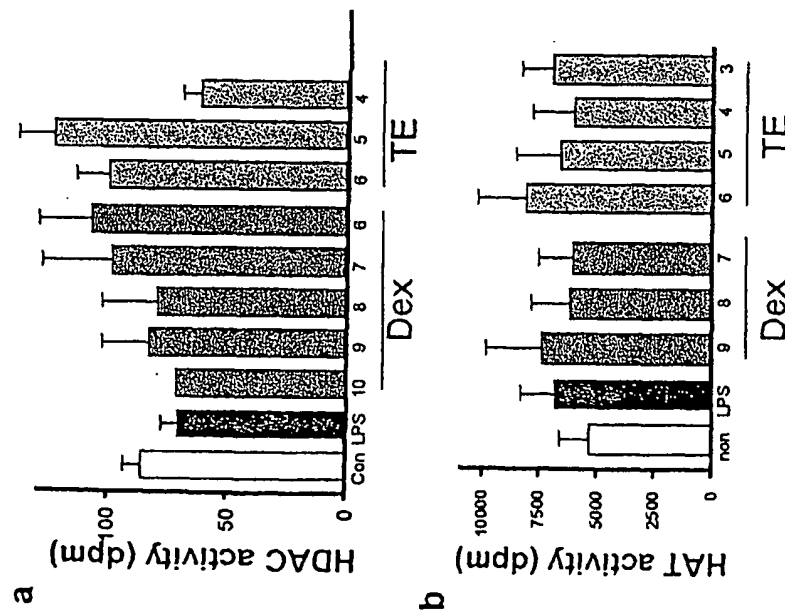 a
HDAC activity (dpm)
100
50
0
Con LPS 10 9 8 7 6 6 5 4
Dex TE
b
HAT activity (dpm)
10000
7500
5000
2500
0
non LPS 9 8 7 6 5 4 3
Dex TE